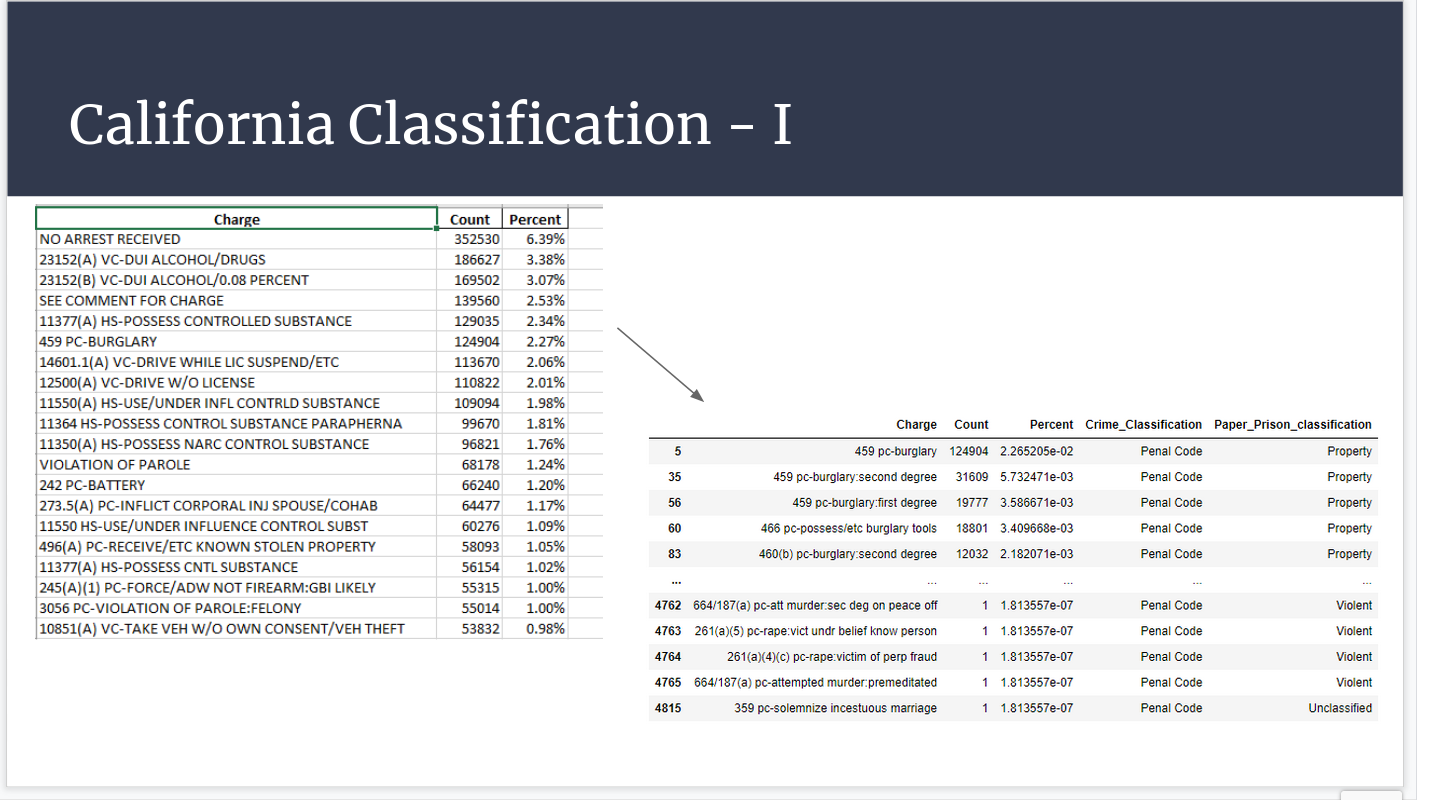 California Classification - I
Charge Count Percent
NO ARREST RECEIVED 352530 6.39%
23152(A) VC-DUI ALCOHOL/DRUGS 186627 3.38%
23152(B) VC-DUI ALCOHOL/0.08 PERCENT 169502 3.07%
SEE COMMENT FOR CHARGE 139560 2.53%
11377(A) HS-POSSESS CONTROLLED SUBSTANCE 129035 2.34%
459 PC-BURGLARY 124904 2.27%
14601.1(A) VC-DRIVE WHILE LIC SUSPEND/ETC 113670 2.06%
12500(A) VC-DRIVE W/O LICENSE 110822 2.01%
11550(A) HS-USE/UNDER INFL CONTRLD SUBSTANCE 109094 1.98%
11364 HS-POSSESS CONTROL SUBSTANCE PARAPHERNA 99670 1.81%
11350(A) HS-POSSESS NARC CONTROL SUBSTANCE 96821 1.76%
VIOLATION OF PAROLE 68178 1.24%
242 PC-BATTERY 66240 1.20%
273.5(A) PC-INFLICT CORPORAL INJ SPOUSE/COHAB 64477 1.17%
11550 HS-USE/UNDER INFLUENCE CONTROL SUBST 60276 1.09%
496(A) PC-RECEIVE/ETC KNOWN STOLEN PROPERTY 58093 1.05%
11377(A) HS-POSSESS CNTL SUBSTANCE 56154 1.02%
245(A)(1) PC-FORCE/ADW NOT FIREARM:GBI LIKELY 55315 1.00%
3056 PC-VIOLATION OF PAROLE:FELONY 55014 1.00%
10851(A) VC-TAKE VEH W/O OWN CONSENT/VEH THEFT 53832 0.98%
Charge Count Percent Crime_Classification Paper_Prison_classification
5 459 pc-burglary 124904 2.265205e-02 Penal Code Property
35 459 pc-burglary:second degree 31609 5.732471e-03 Penal Code Property
56 459 pc-burglary:first degree 19777 3.586671e-03 Penal Code Property
60 466 pc-possess/etc burglary tools 18801 3.409668e-03 Penal Code Property
83 460(b) pc-burglary:second degree 12032 2.182071e-03 Penal Code Property
... ... ... ... ... ...
4762 664/187(a) pc-att murder:sec deg on peace off 1 1.813557e-07 Penal Code Violent
4763 261(a)(5) pc-rape:vict undr belief know person 1 1.813557e-07 Penal Code Violent
4764 261(a)(4)(c) pc-rape:victim of perp fraud 1 1.813557e-07 Penal Code Violent
4765 664/187(a) pc-attempted murder:premeditated 1 1.813557e-07 Penal Code Violent
4815 359 pc-solemnize incestuous marriage 1 1.813557e-07 Penal Code Unclassified